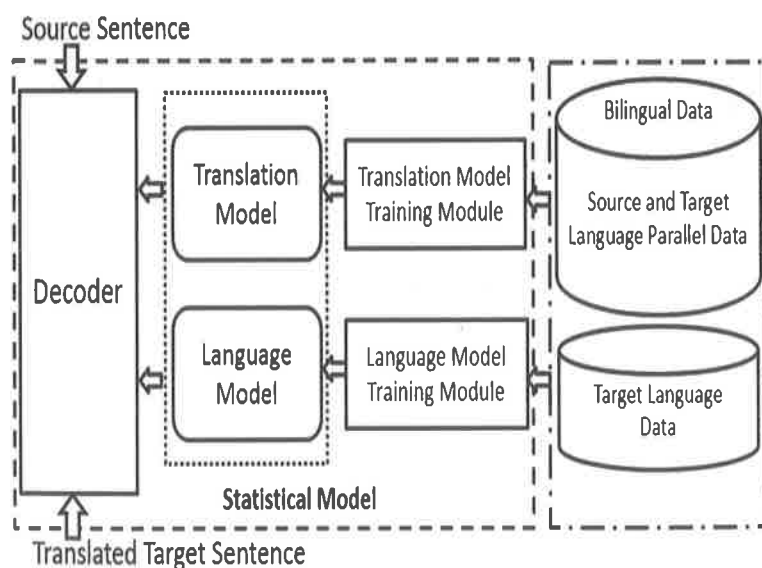 Source Sentence
Bilingual Data
Translation
Model
Translation Model
Training Module
Source and Target
Language Parallel Data
Decoder
Language
Model
Language Model
Training Module
Target Language
Data
Statistical Model
Translated Target Sentence